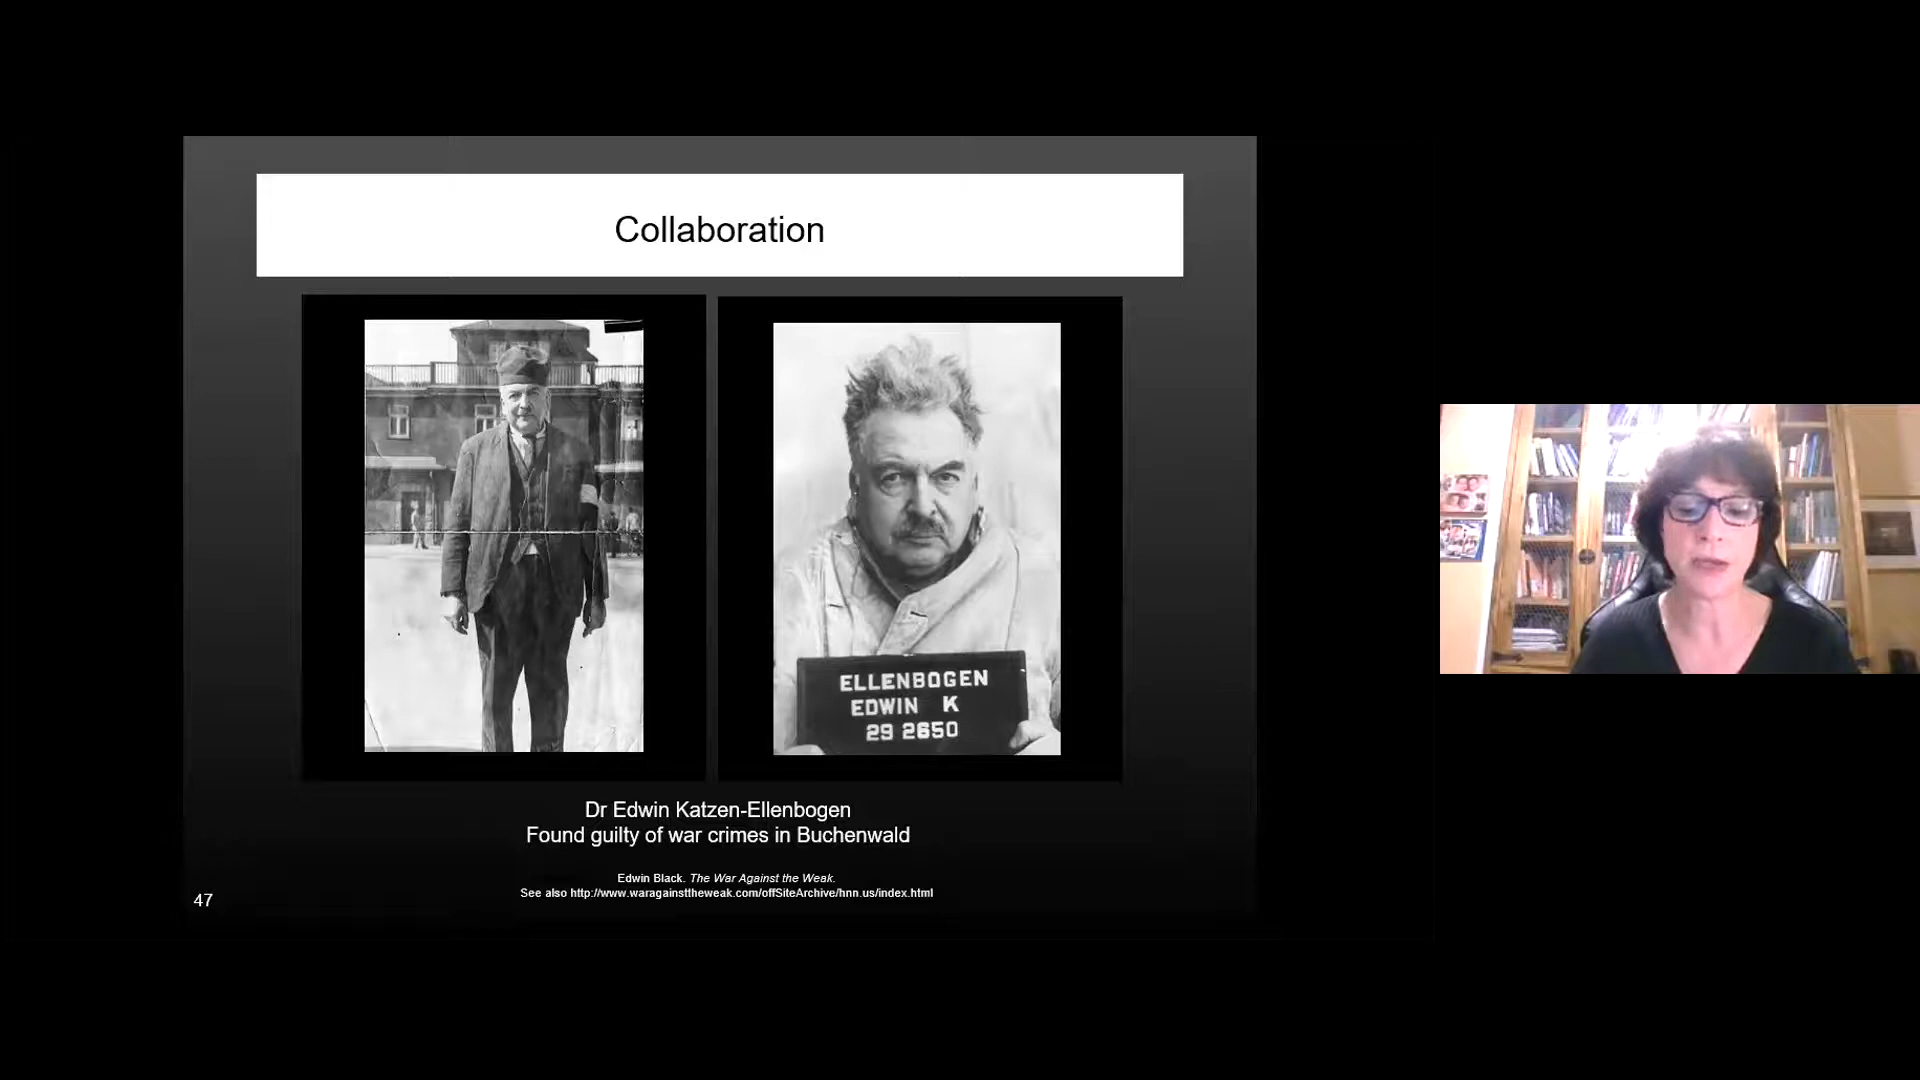 Collaboration
ELLENBOGEN
EDWIN K
29 2650
Dr Edwin Katzen-Ellenbogen
Found guilty of war crimes in Buchenwald
Edwin Black. The War Against the Weak.
See also http://www.waragainsttheweak.com/offSiteArchive/hnn.us/index.html
47